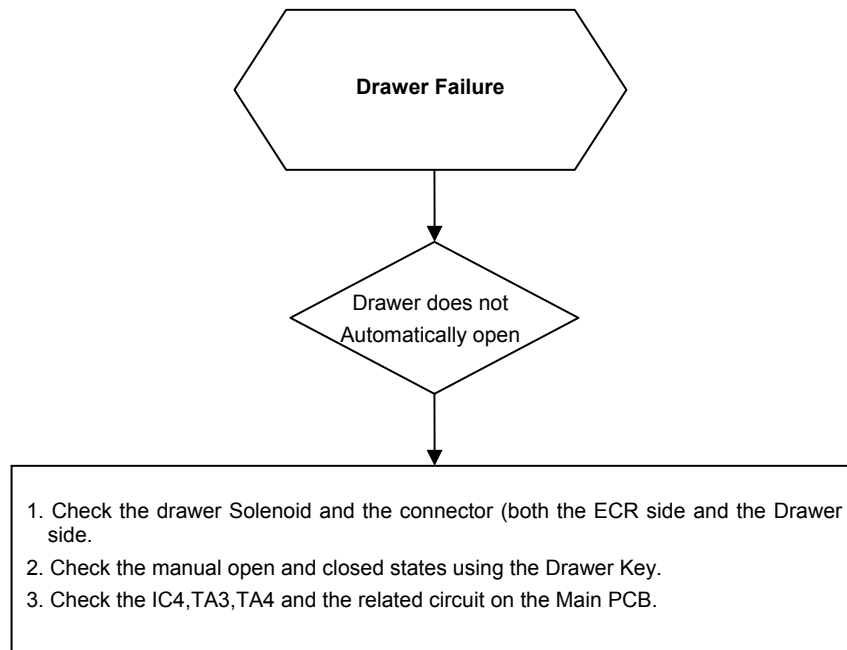 Drawer Failure
Drawer does not
Automatically open
1. Check the drawer Solenoid and the connector (both the ECR side and the Drawer
side.
2. Check the manual open and closed states using the Drawer Key.
3. Check the IC4,TA3,TA4 and the related circuit on the Main PCB.